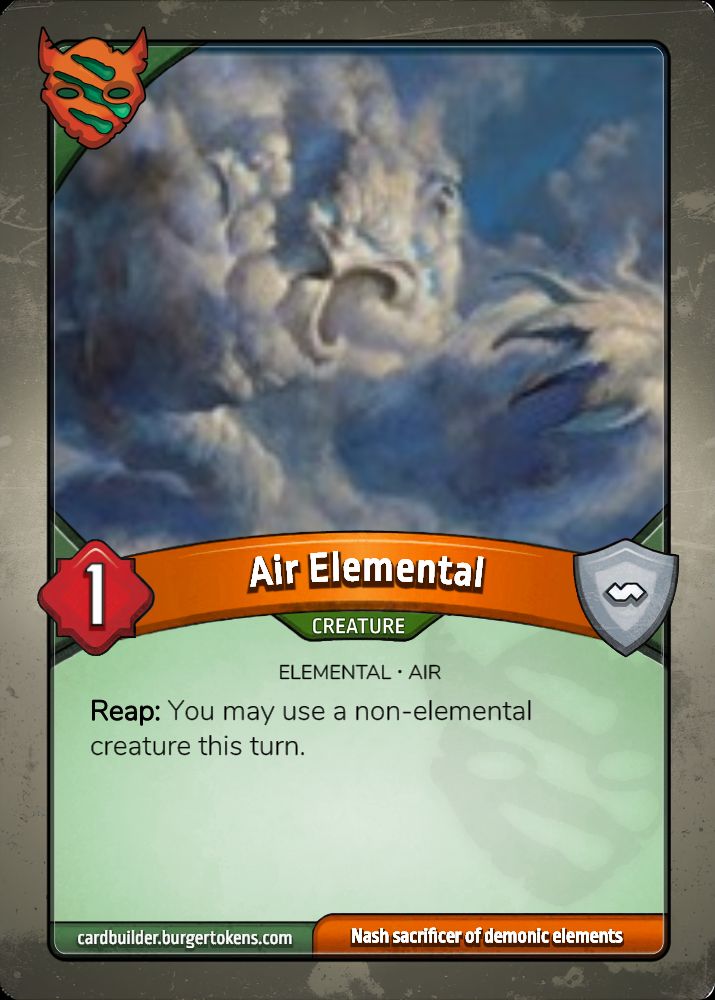 Air Elemental
1
CREATURE
ELEMENTAL • AIR
Reap: You may use a non-elemental
creature this turn.
cardbuilder.burgertokens.com
Nash sacrificer of demonic elements